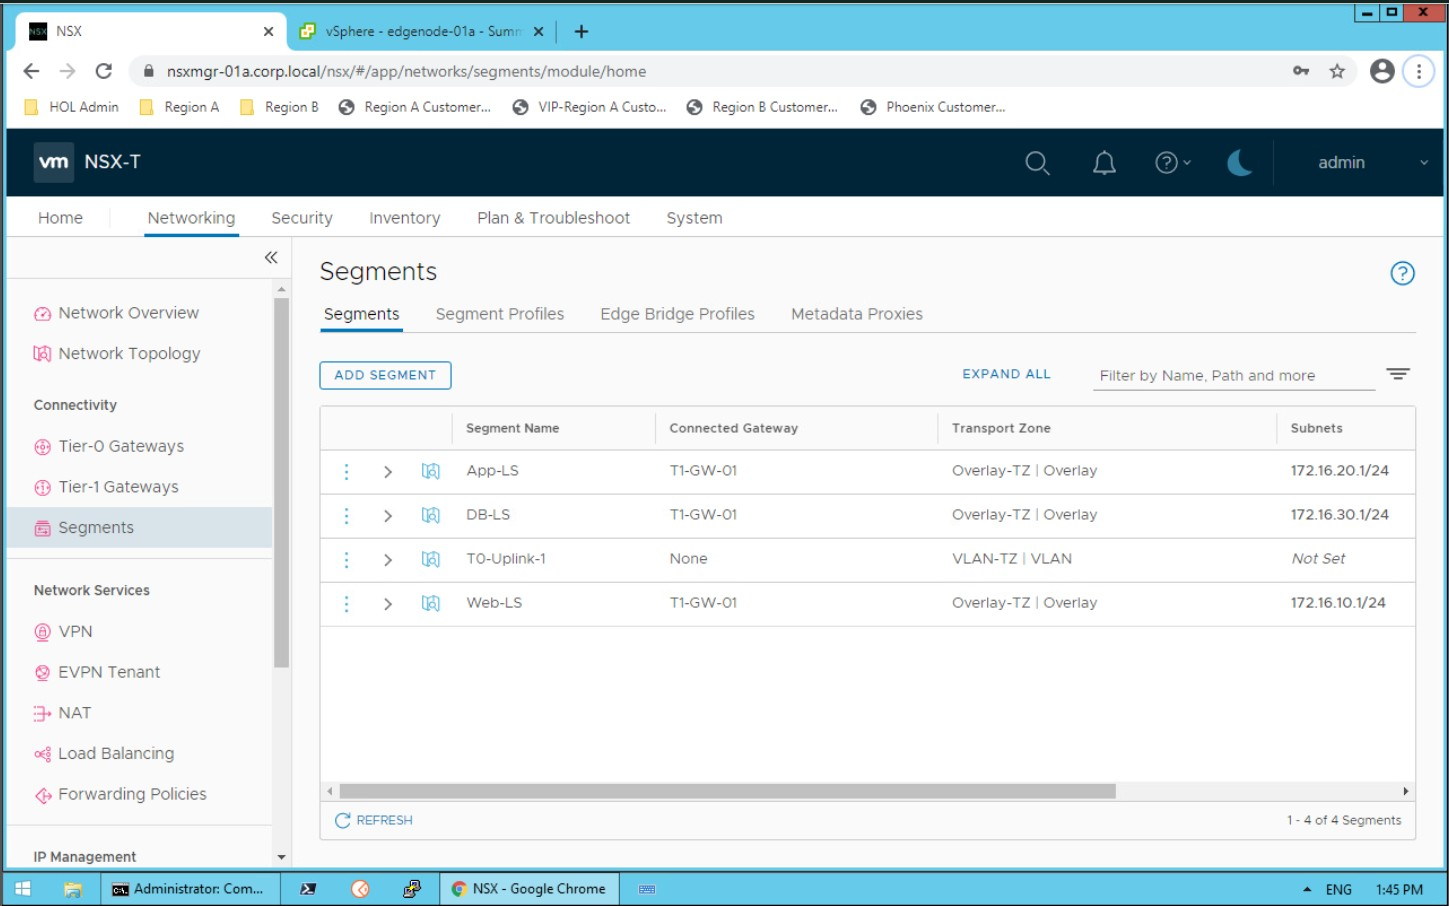 NSX
vSphere - edgenode-01a - Summ
nsxmgr-01a.corp.local/nsx/#/app/networks/segments/module/home
HOL Admin Region A Region B Region A Customer... VIP-Region A Custo... Region B Customer... Phoenix Customer...
vm NSX-T admin
Home Networking Security Inventory Plan & Troubleshoot System
Network Overview
Network Topology
Connectivity
Tier-0 Gateways
Tier-1 Gateways
Segments
Network Services
VPN
EVPN Tenant
NAT
Load Balancing
Forwarding Policies
IP Management
Segments
Segments Segment Profiles Edge Bridge Profiles Metadata Proxies
ADD SEGMENT EXPAND ALL Filter by Name, Path and more
Segment Name Connected Gateway Transport Zone Subnets
App-LS T1-GW-01 Overlay-TZ | Overlay 172.16.20.1/24
DB-LS T1-GW-01 Overlay-TZ | Overlay 172.16.30.1/24
T0-Uplink-1 None VLAN-TZ | VLAN Not Set
Web-LS T1-GW-01 Overlay-TZ | Overlay 172.16.10.1/24
REFRESH 1 - 4 of 4 Segments
Administrator: Com... NSX - Google Chrome ENG 1:45 PM